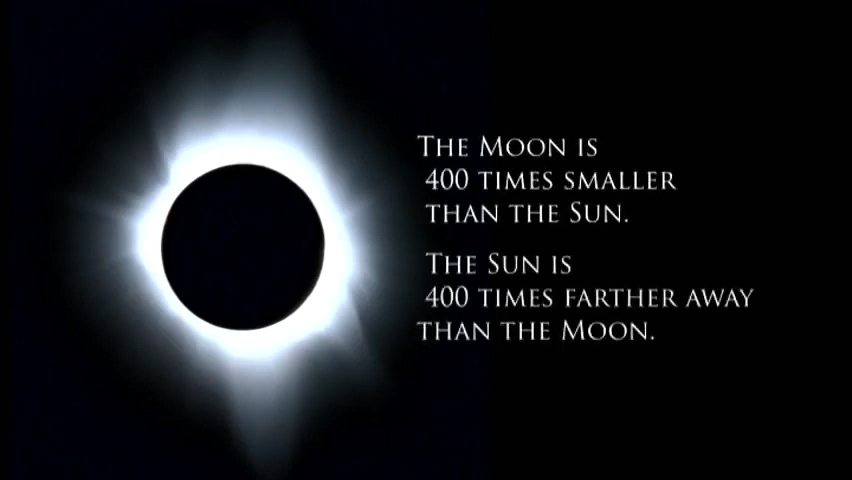 The Moon is
400 times smaller
than the Sun.
The Sun is
400 times farther away
than the Moon.